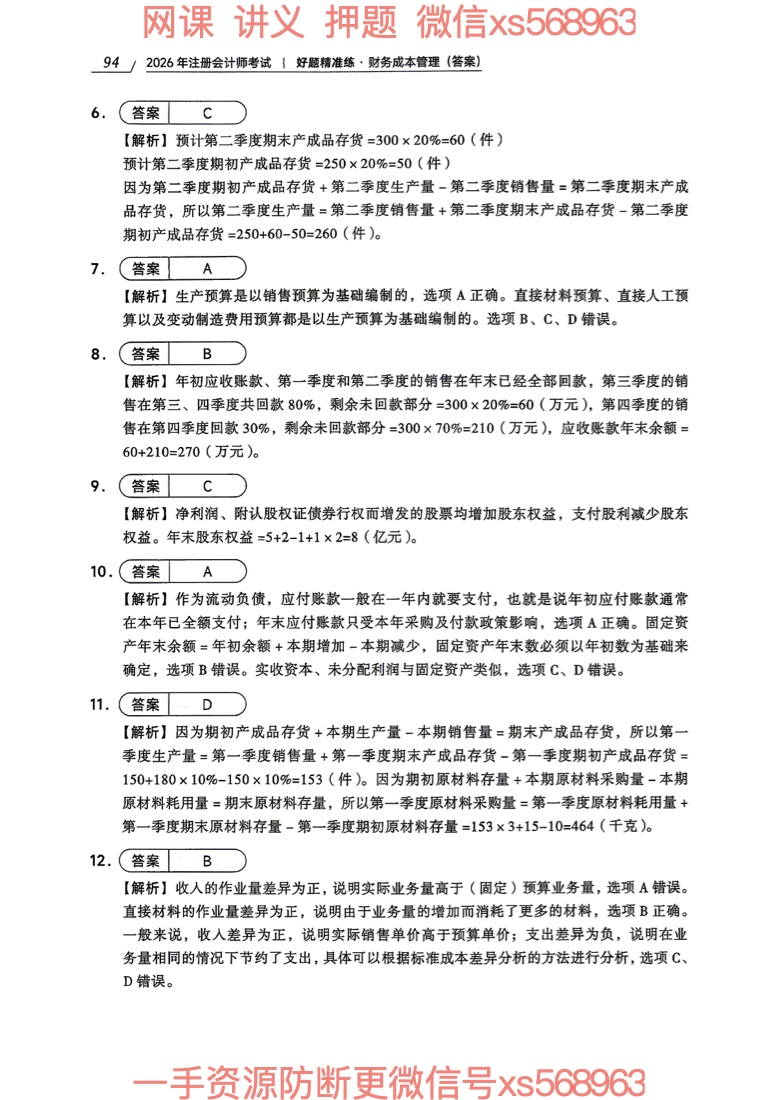 网课 讲义 押题 微信xs568963
94 / 2026年注册会计师考试 | 好题精准练·财务成本管理(答案)
6. 答案 C
【解析】预计第二季度期末产成品存货=300×20%=60(件)
预计第二季度期初产成品存货=250×20%=50(件)
因为第二季度期初产成品存货+第二季度生产量-第二季度销售量=第二季度期末产成
品存货,所以第二季度生产量=第二季度销售量+第二季度期末产成品存货-第二季度
期初产成品存货=250+60-50=260(件)。
7. 答案 A
【解析】生产预算是以销售预算为基础编制的,选项A正确。直接材料预算、直接人工预
算以及变动制造费用预算都是以生产预算为基础编制的。选项B、C、D错误。
8. 答案 B
【解析】年初应收账款、第一季度和第二季度的销售在年末已经全部回款,第三季度的销
售在第三、四季度共回款80%,剩余未回款部分=300×20%=60(万元),第四季度的销
售在第四季度回款30%,剩余未回款部分=300×70%=210(万元),应收账款年末余额=
60+210=270(万元)。
9. 答案 C
【解析】净利润、附认股权证债券行权而增发的股票均增加股东权益,支付股利减少股东
权益。年末股东权益=5+2-1+1×2=8(亿元)。
10. 答案 A
【解析】作为流动负债,应付账款一般在一年内就要支付,也就是说年初应付账款通常
在本年已全额支付;年末应付账款只受本年采购及付款政策影响,选项A正确。固定资
产年末余额=年初余额+本期增加-本期减少,固定资产年末数必须以年初数为基础来
确定,选项B错误。实收资本、未分配利润与固定资产类似,选项C、D错误。
11. 答案 D
【解析】因为期初产成品存货+本期生产量-本期销售量=期末产成品存货,所以第一
季度生产量=第一季度销售量+第一季度期末产成品存货-第一季度期初产成品存货=
150+180×10%-150×10%=153(件)。因为期初原材料存量+本期原材料采购量-本期
原材料耗用量=期末原材料存量,所以第一季度原材料采购量=第一季度原材料耗用量+
第一季度期末原材料存量-第一季度期初原材料存量=153×3+15-10=464(千克)。
12. 答案 B
【解析】收入的作业量差异为正,说明实际业务量高于(固定)预算业务量,选项A错误。
直接材料的作业量差异为正,说明由于业务量的增加而消耗了更多的材料,选项B正确。
一般来说,收入差异为正,说明实际销售单价高于预算单价;支出差异为负,说明在业
务量相同的情况下节约了支出,具体可以根据标准成本差异分析的方法进行分析,选项C、
D错误。
一手资源防断更微信号xs568963